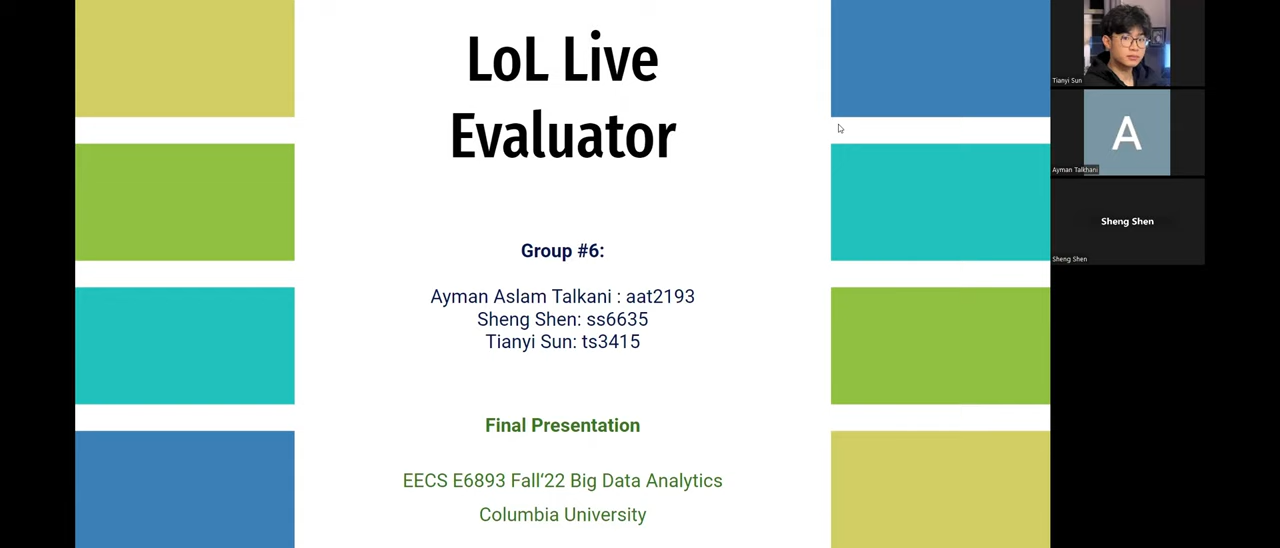 LoL Live
Evaluator
Group #6:
Ayman Aslam Talkani : aat2193
Sheng Shen: ss6635
Tianyi Sun: ts3415
Final Presentation
EECS E6893 Fall‘22 Big Data Analytics
Columbia University
Tianyi Sun
A
Ayman Talkhani
Sheng Shen
Sheng Shen